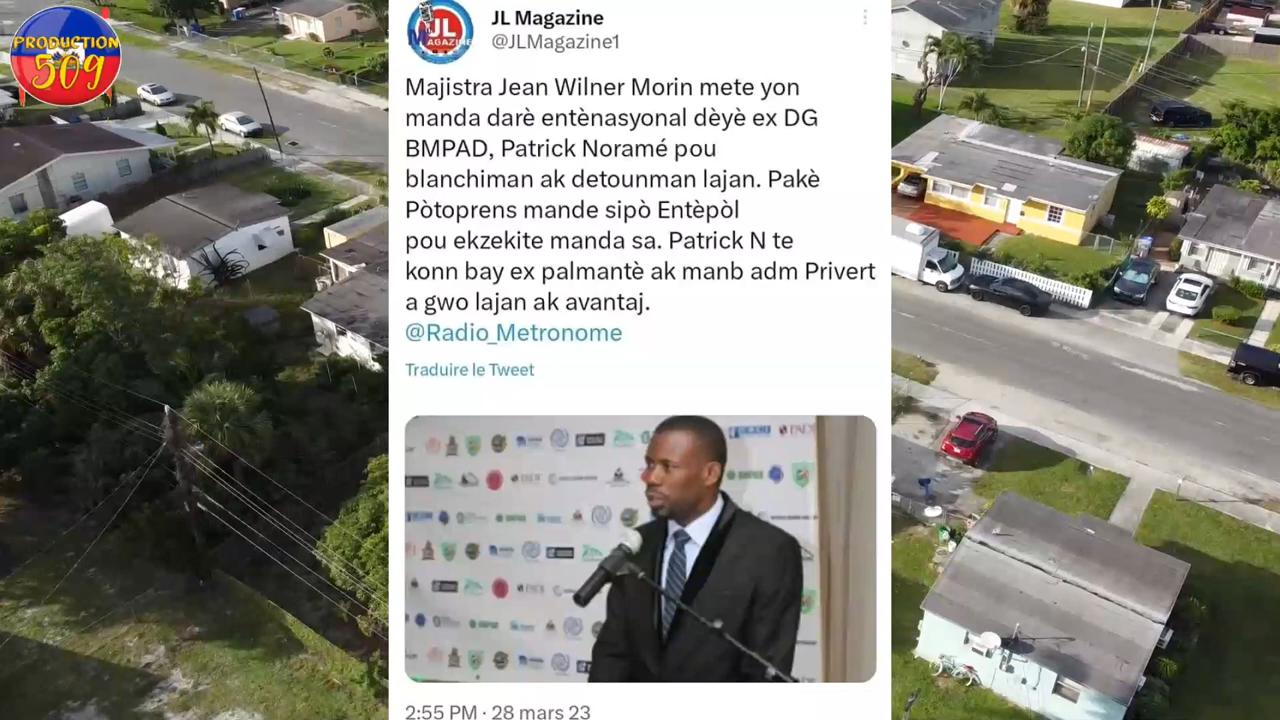 PRODUCTION
509
JL
MAGAZINE
JL Magazine
@JLMagazine1
Majistra Jean Wilner Morin mete yon
manda darè entènasyonal dèyè ex DG
BMPAD, Patrick Noramé pou
blanchiman ak detounman lajan. Pakè
Pòtoprens mande sipò Entèpòl
pou ekzekite manda sa. Patrick N te
konn bay ex palmantè ak manb adm Privert
a gwo lajan ak avantaj.
@Radio_Metronome
Traduire le Tweet
2:55 PM · 28 mars 23